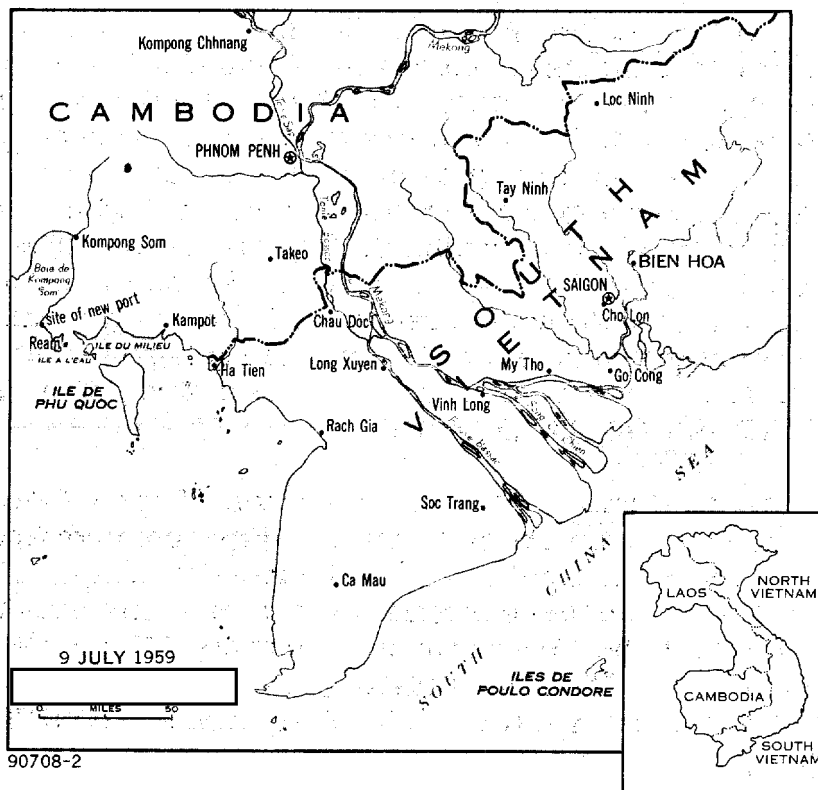 Kompong Chhnang
Mekong
CAMBODIA
Loc Ninh
PHNOM PENH
Tay Ninh
SOUTH
VIETNAM
Kompong Som
Takeo
BIEN HOA
Baie de
Kompong
Som
SAIGON
Cho Lon
site of new port
Kampot
Chau Doc
Mekong
Ream
ILE DU MILIEU
ILE A L'EAU
Ha Tien
Long Xuyen
My Tho
Go Cong
ILE DE
PHU QUOC
Vinh Long
Rach Gia
Soc Trang
SOUTH CHINA SEA
Ca Mau
9 JULY 1959
0 MILES 50
ILES DE
POULO CONDORE
90708-2
LAOS
NORTH
VIETNAM
CAMBODIA
SOUTH
VIETNAM